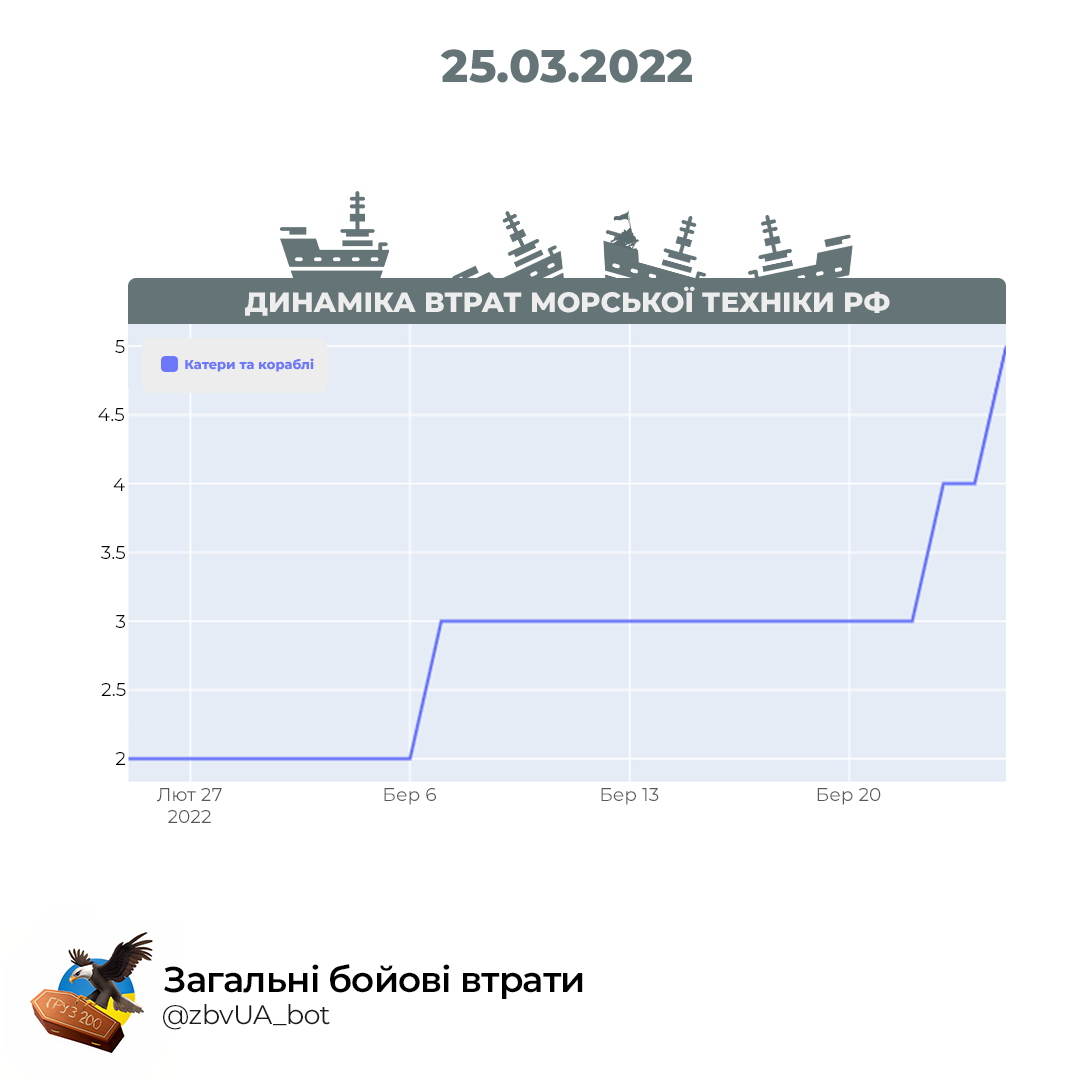 25.03.2022
ДИНАМІКА ВТРАТ МОРСЬКОЇ ТЕХНІКИ РФ
Катери та кораблі
5
4.5
4
3.5
3
2.5
2
Лют 27
2022
Бер 6
Бер 13
Бер 20
ГРУЗ 200
Загальні бойові втрати
@zbvUA_bot